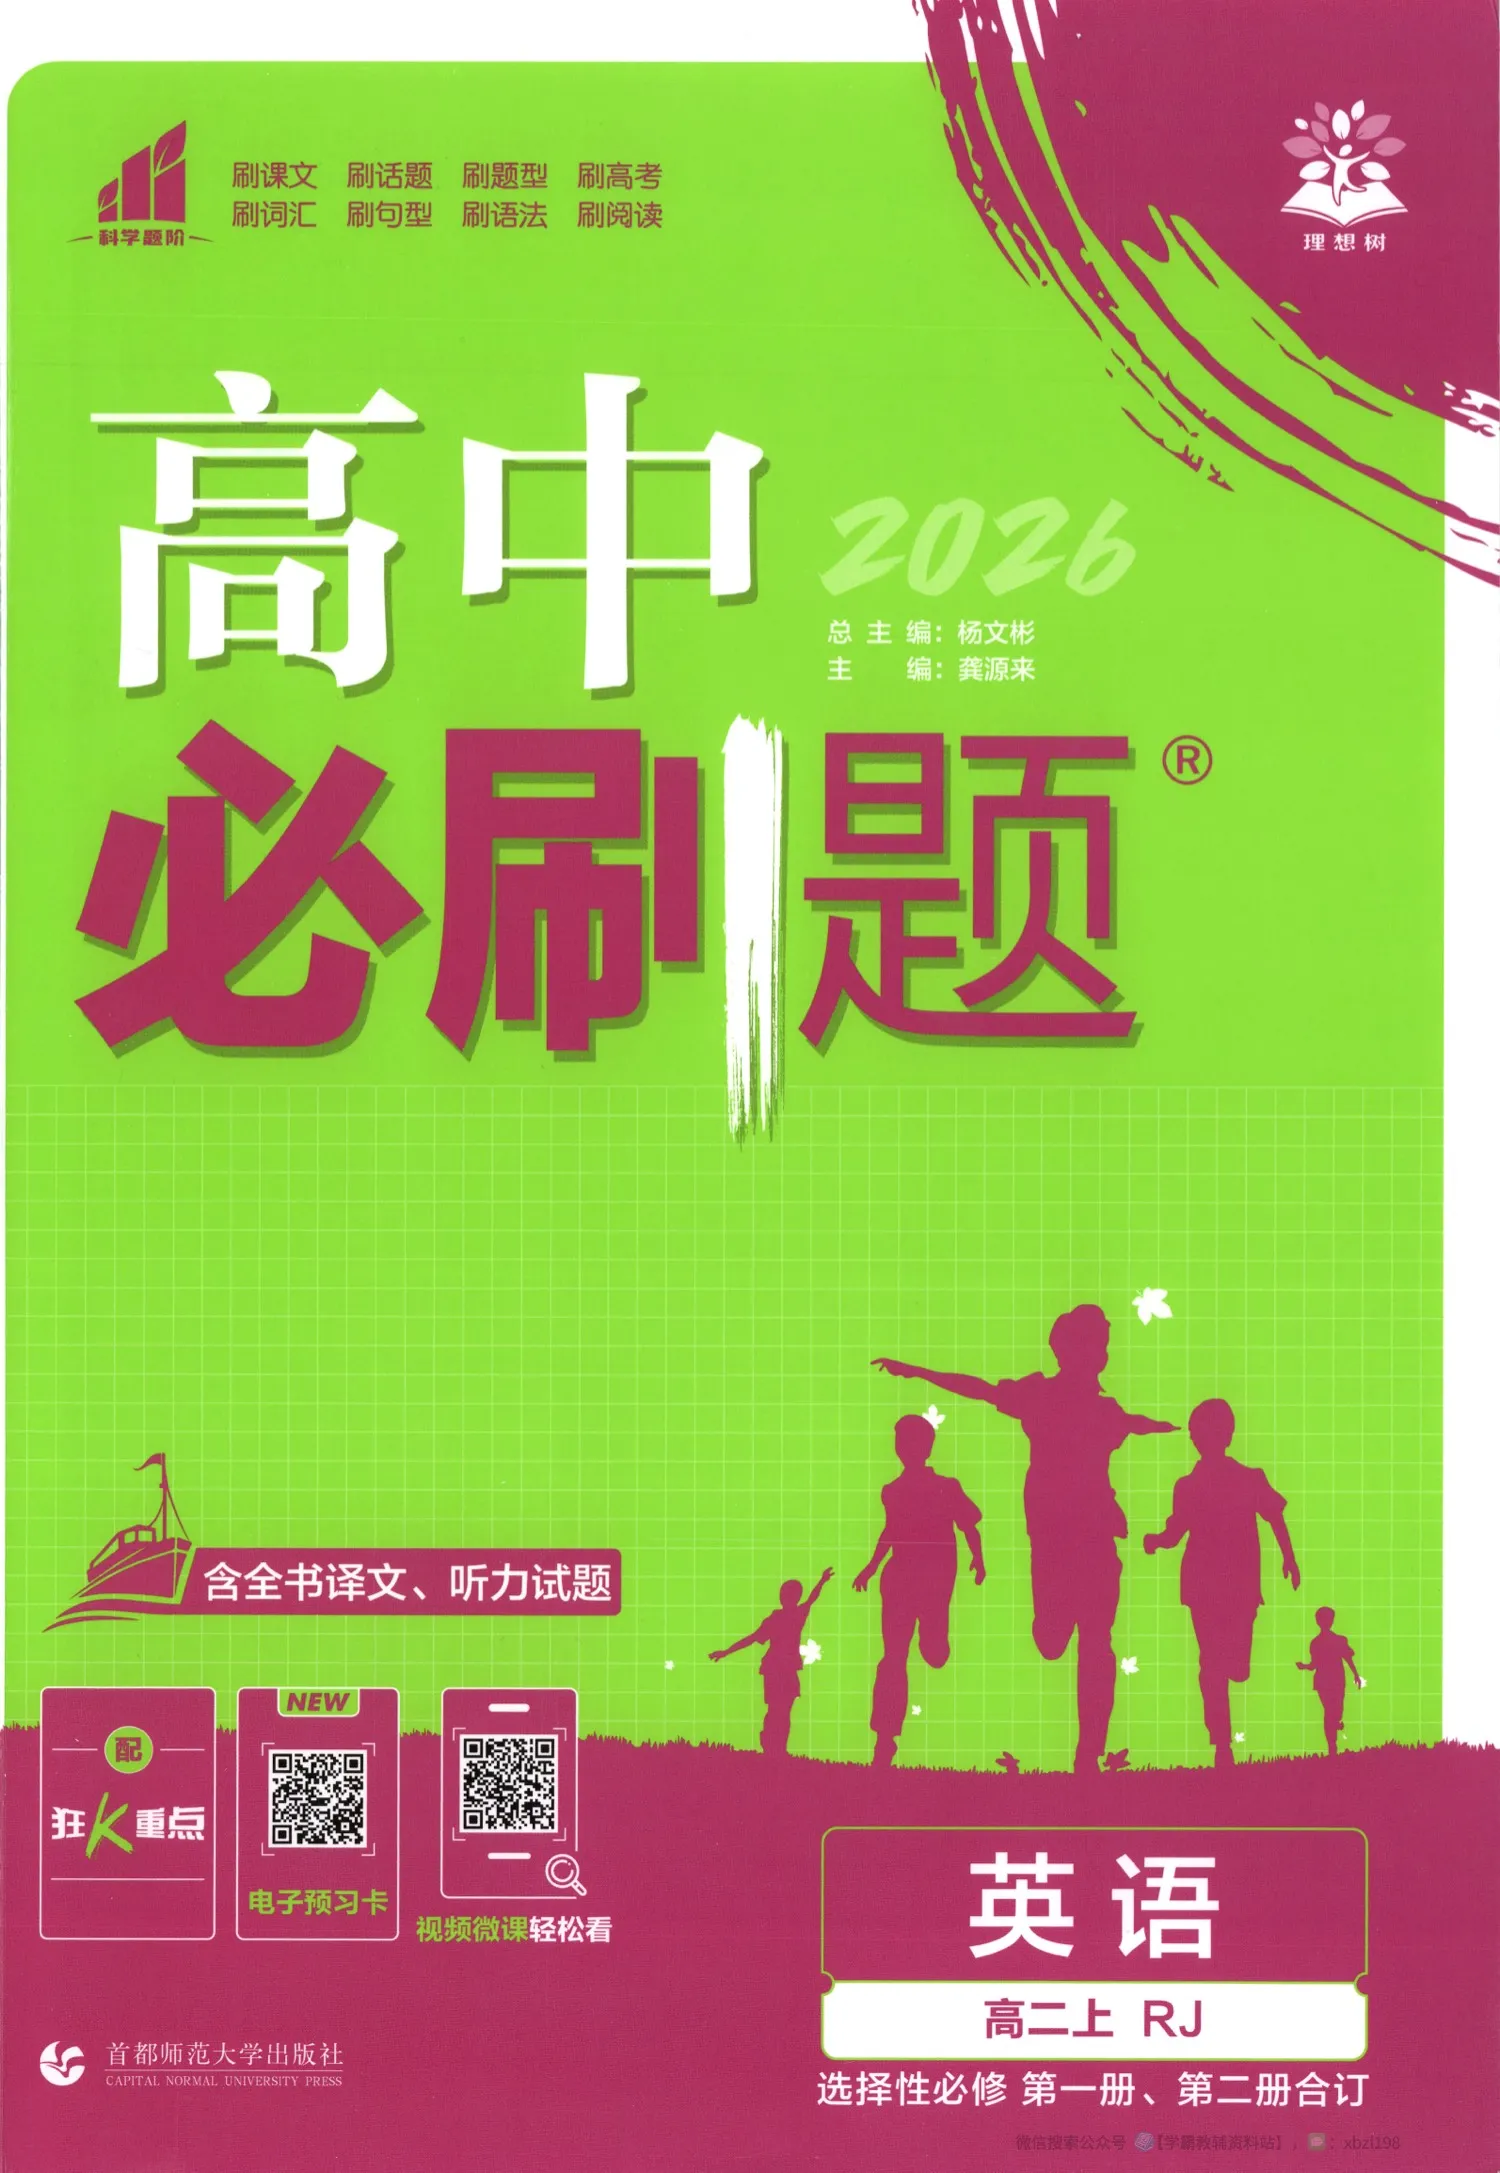 刷课文 刷话题 刷题型 刷高考
刷词汇 刷句型 刷语法 刷阅读
科学题阶
理想树
高中
2026
总主编：杨文彬
主编：龚源来
必刷题®
含全书译文、听力试题
配
狂K重点
NEW
电子预习卡
视频微课轻松看
英语
高二上 RJ
选择性必修 第一册、第二册合订
首都师范大学出版社
CAPITAL NORMAL UNIVERSITY PRESS
微信搜索公众号【学霸教辅资料站】，：xbzl198